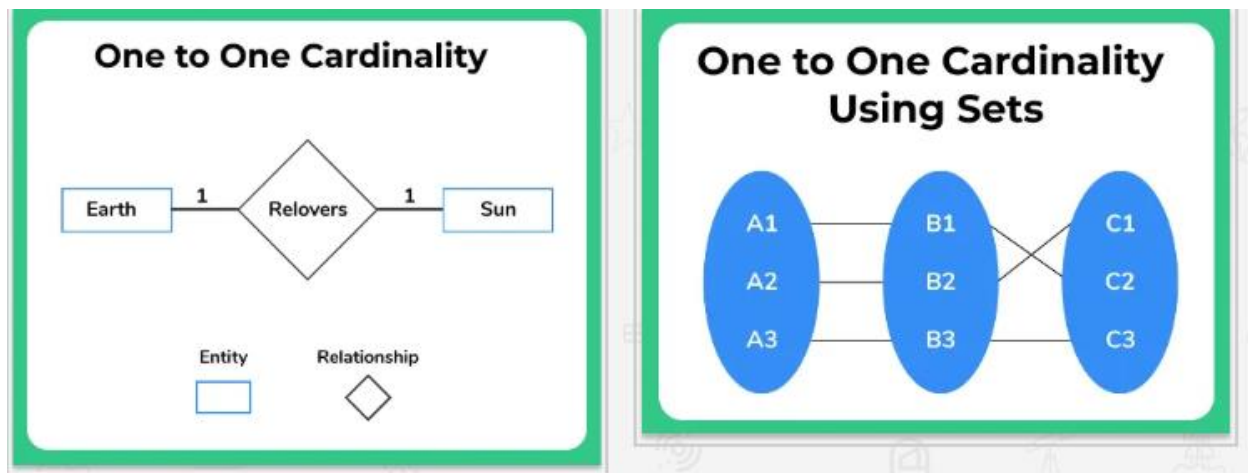 One to One Cardinality
Earth
1
Relovers
1
Sun
Entity
Relationship
One to One Cardinality
Using Sets
A1
B1
C1
A2
B2
C2
A3
B3
C3